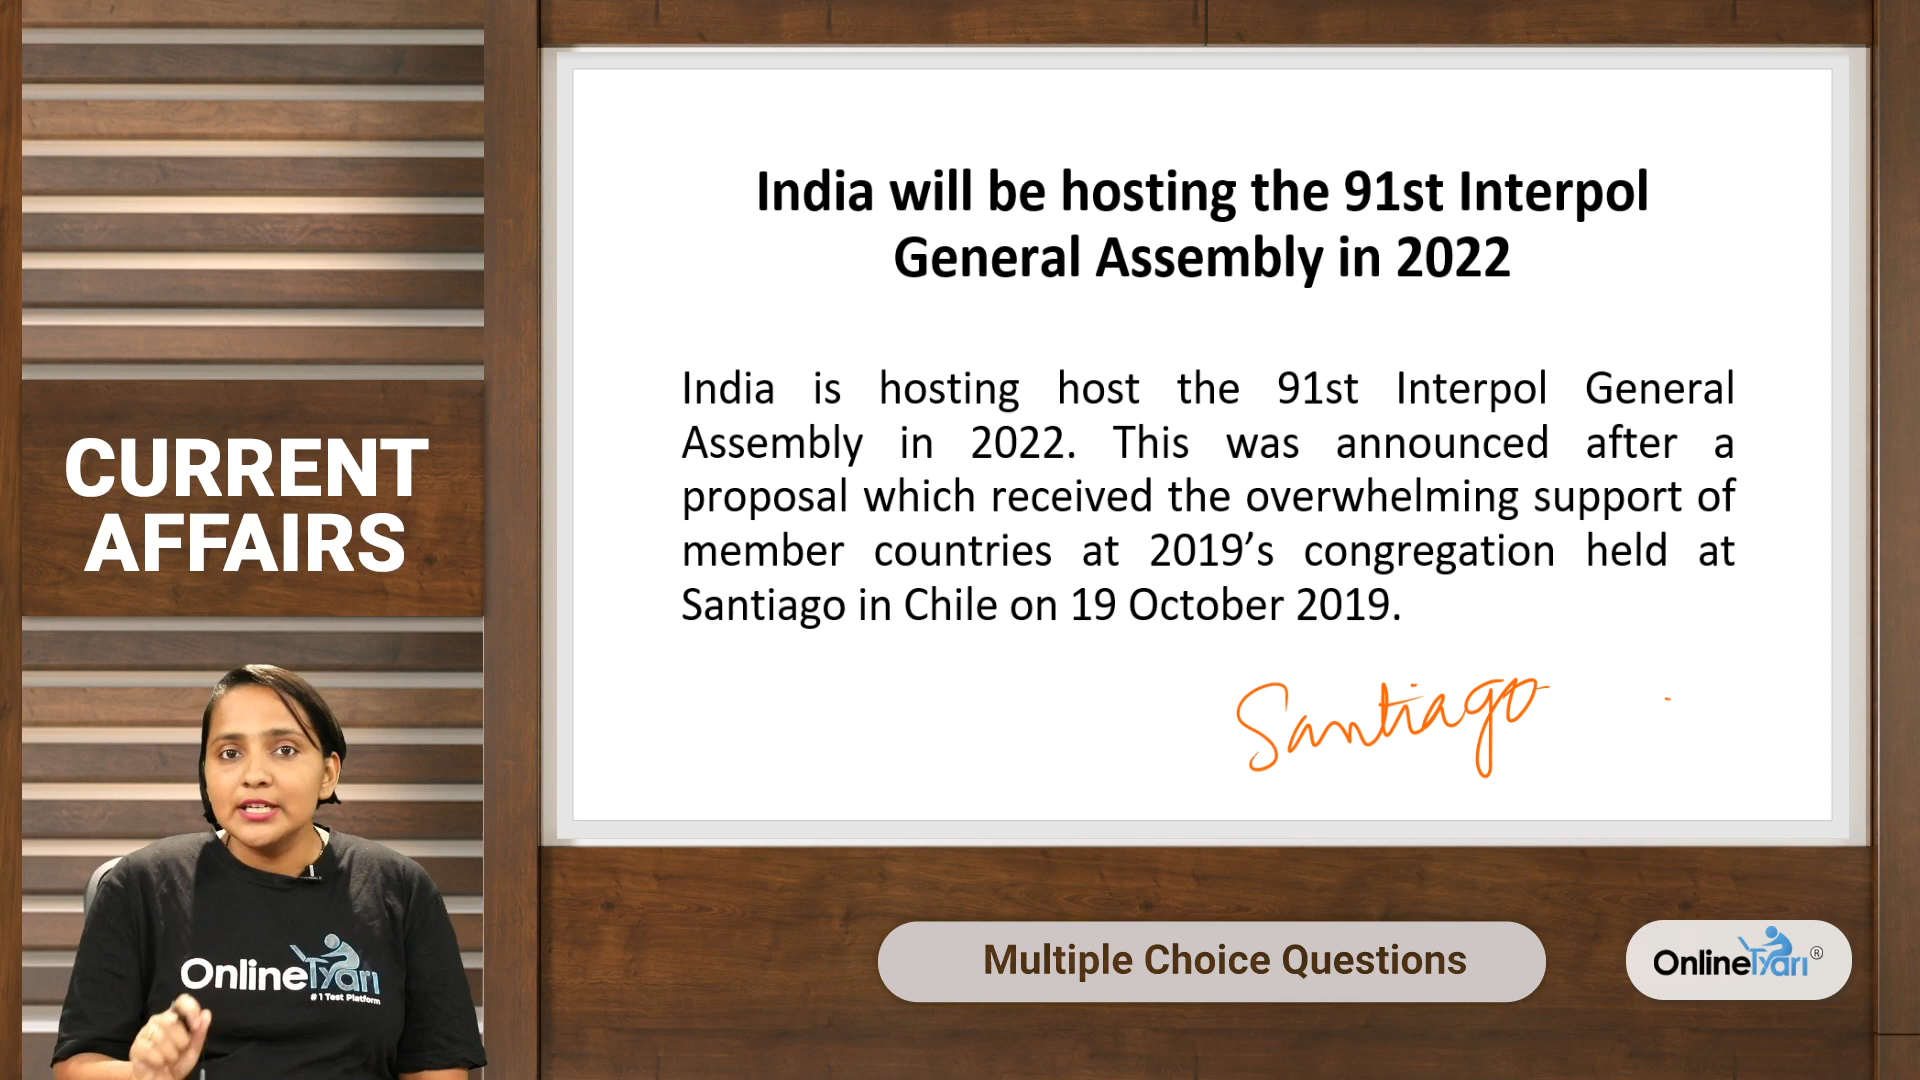 CURRENT
AFFAIRS
India will be hosting the 91st Interpol
General Assembly in 2022
India is hosting host the 91st Interpol General
Assembly in 2022. This was announced after a
proposal which received the overwhelming support of
member countries at 2019’s congregation held at
Santiago in Chile on 19 October 2019.
Santiago
OnlineTyari
#1 Test Platform
Multiple Choice Questions
OnlineTyari®